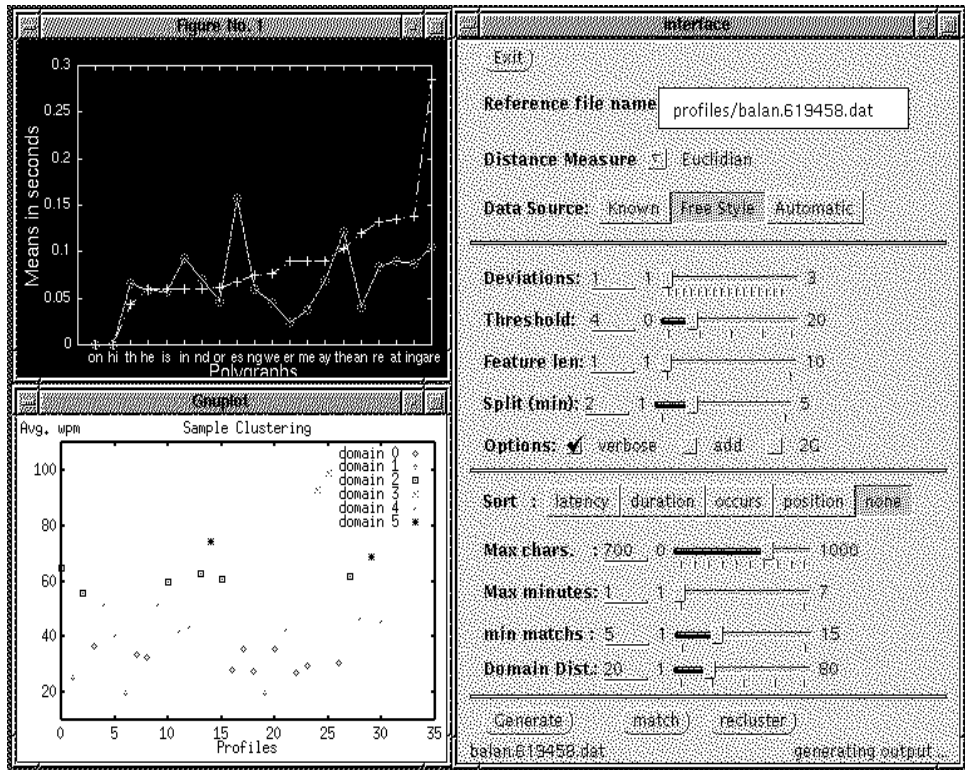 Figure No. 1
0.3
0.25
0.2
0.15
0.1
0.05
0
Means in seconds
on hi th he is in nd or es ng we er me ay the an re at ing are
Polygraphs
Gnuplot
Avg. wpm Sample Clustering
domain 0
domain 1
domain 2
domain 3
domain 4
domain 5
100
80
60
40
20
0 5 10 15 20 25 30 35
Profiles
interface
Exit
Reference file name profiles/balan.619458.dat
Distance Measure Euclidian
Data Source: Known Free Style Automatic
Deviations: 1 1 3
Threshold: 4 0 20
Feature len: 1 1 10
Split (min): 2 1 5
Options: verbose add 2G
Sort : latency duration occurs position none
Max chars. : 700 0 1000
Max minutes: 1 1 7
min matchs : 5 1 15
Domain Dist.: 20 1 80
Generate match recluster
balan.619458.dat generating output ...